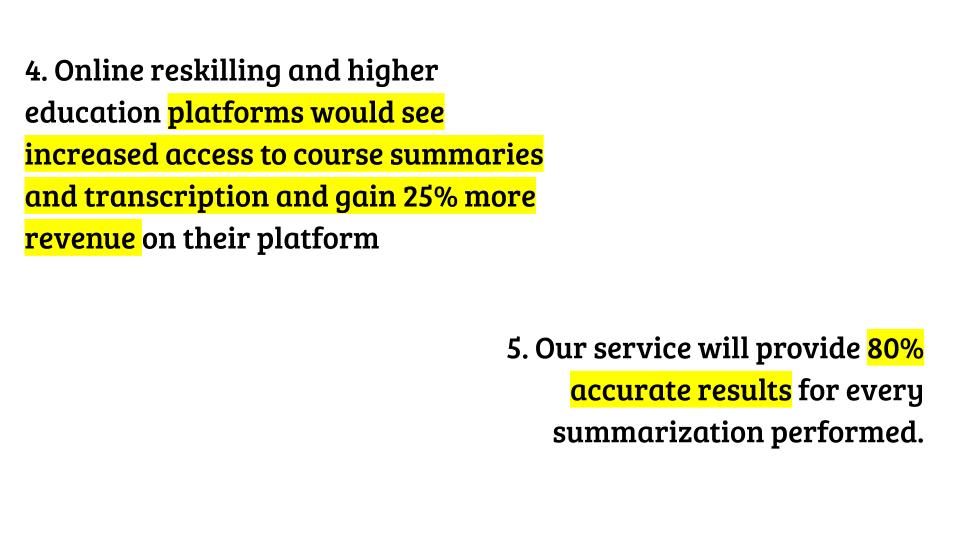 4. Online reskilling and higher
education platforms would see
increased access to course summaries
and transcription and gain 25% more
revenue on their platform
5. Our service will provide 80%
accurate results for every
summarization performed.